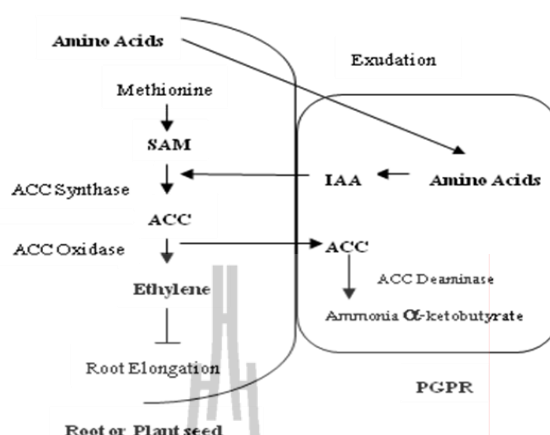 Amino Acids
Exudation
Methionine
SAM
ACC Synthase
IAA
Amino Acids
ACC
ACC Oxidase
ACC
ACC Deaminase
Ethylene
Ammonia α-ketobutyrate
Root Elongation
PGPR
Root or Plant seed